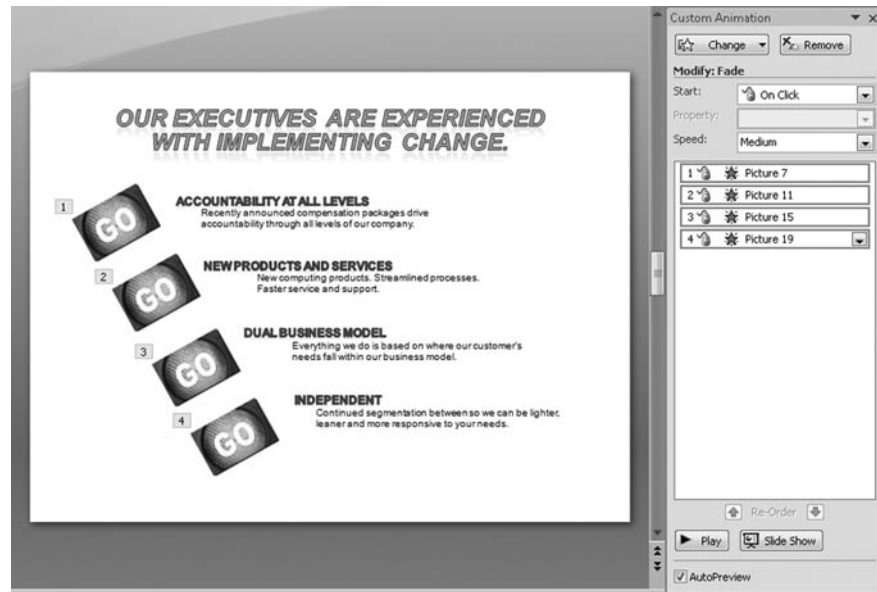 OUR EXECUTIVES ARE EXPERIENCED
WITH IMPLEMENTING CHANGE.
1
GO
ACCOUNTABILITY AT ALL LEVELS
Recently announced compensation packages drive
accountability through all levels of our company.
2
GO
NEW PRODUCTS AND SERVICES
New computing products. Streamlined processes.
Faster service and support.
3
GO
DUAL BUSINESS MODEL
Everything we do is based on where our customer's
needs fall within our business model.
4
GO
INDEPENDENT
Continued segmentation between so we can be lighter,
leaner and more responsive to your needs.
Custom Animation
Change
Remove
Modify: Fade
Start: On Click
Property:
Speed: Medium
1 Picture 7
2 Picture 11
3 Picture 15
4 Picture 19
Re-Order
Play
Slide Show
AutoPreview